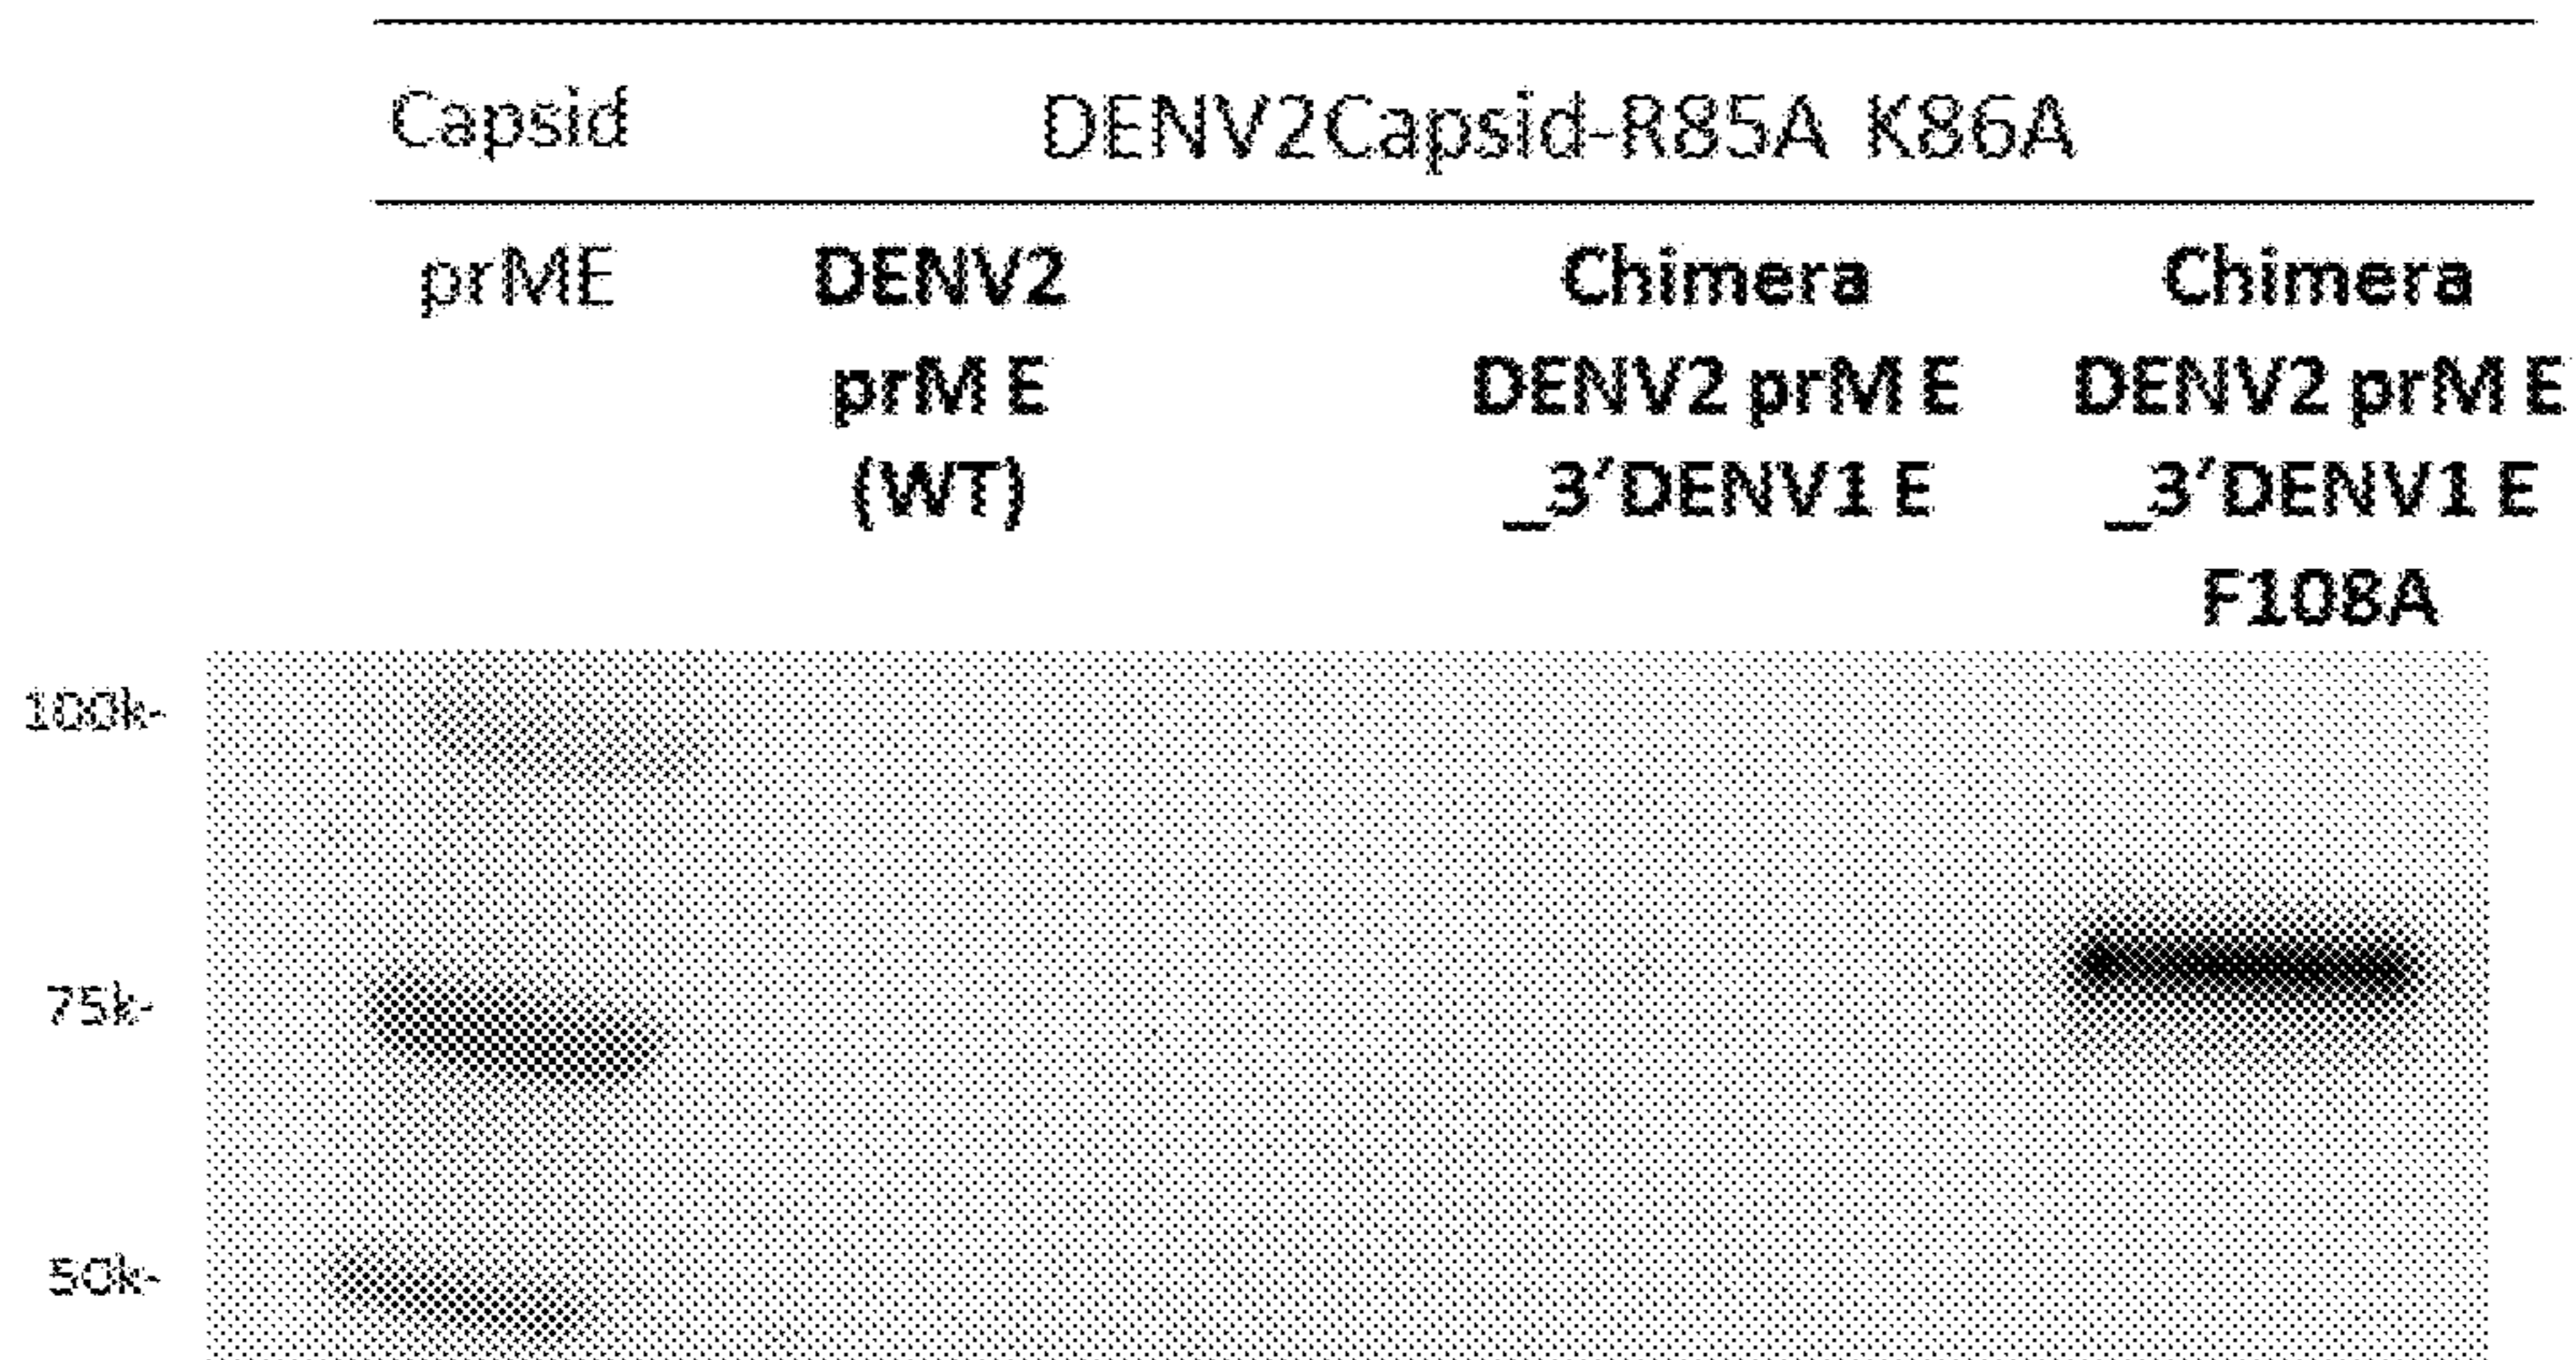 Capsid DENV2Capsid-R85A K86A
prME DENV2 Chimera Chimera
prM E DENV2 prM E DENV2 prM E
(WT) _3'DENV1 E _3'DENV1 E
F108A
100k-
75k-
50k-